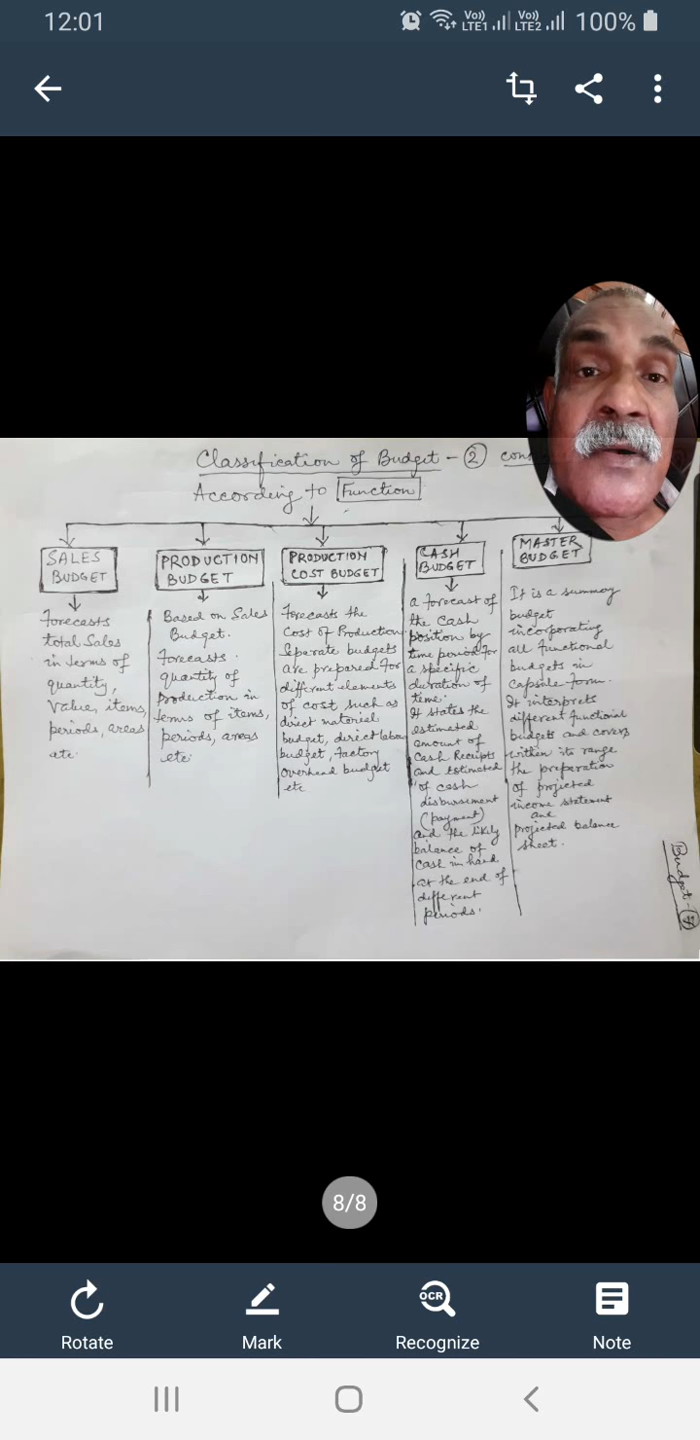 12:01
Vo)) LTE1 Vo)) LTE2 100%
Classification of Budget - ②
According to Function
SALES
BUDGET
Forecasts
total Sales
in terms of
quantity,
Value, items,
periods, areas
etc.
PRODUCTION
BUDGET
Based on Sales
Budget.
Forecasts
quantity of
Production in
terms of items,
periods, areas
etc.
PRODUCTION
COST BUDGET
Forecasts the
Cost of Production
Separate budgets
are prepared for
different elements
of cost such as
direct material
budget, direct labour
budget, factory
overhead budget
etc
CASH
BUDGET
a forecast of
the cash
position by
time period for
a specific
duration of
time.
It states the
estimated
amount of
Cash Receipts
and estimated
of cash
disbursement
(payment)
and the likely
balance of
cash in hand
at the end of
different
periods.
MASTER
BUDGET
It is a summary
budget
incorporating
all functional
budgets in
capsule form.
It interprets
different functional
budgets and covers
within its range
the preparation
of projected
income statement
and
projected balance
sheet.
Budget-④
8/8
Rotate
Mark
OCR
Recognize
Note